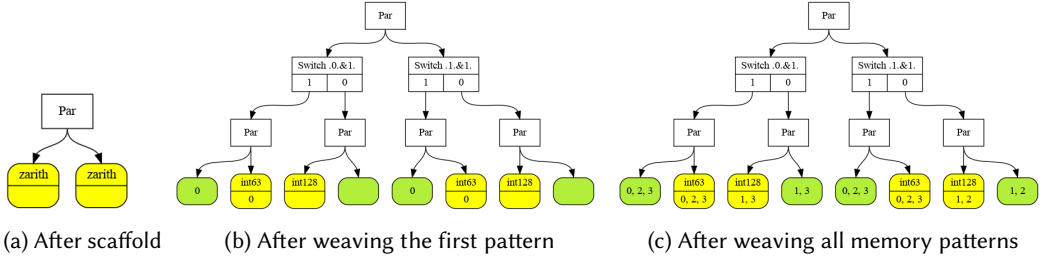 Par
zarith zarith
(a) After scaffold
Par
Switch .0.&1. Switch .1.&1.
1 0 1 0
Par Par Par Par
0 int63 int128 0 int63 int128
0 0
(b) After weaving the first pattern
Par
Switch .0.&1. Switch .1.&1.
1 0 1 0
Par Par Par Par
0, 2, 3 int63 int128 1, 3 0, 2, 3 int63 int128 1, 2
0, 2, 3 1, 3 0, 2, 3 1, 2
(c) After weaving all memory patterns